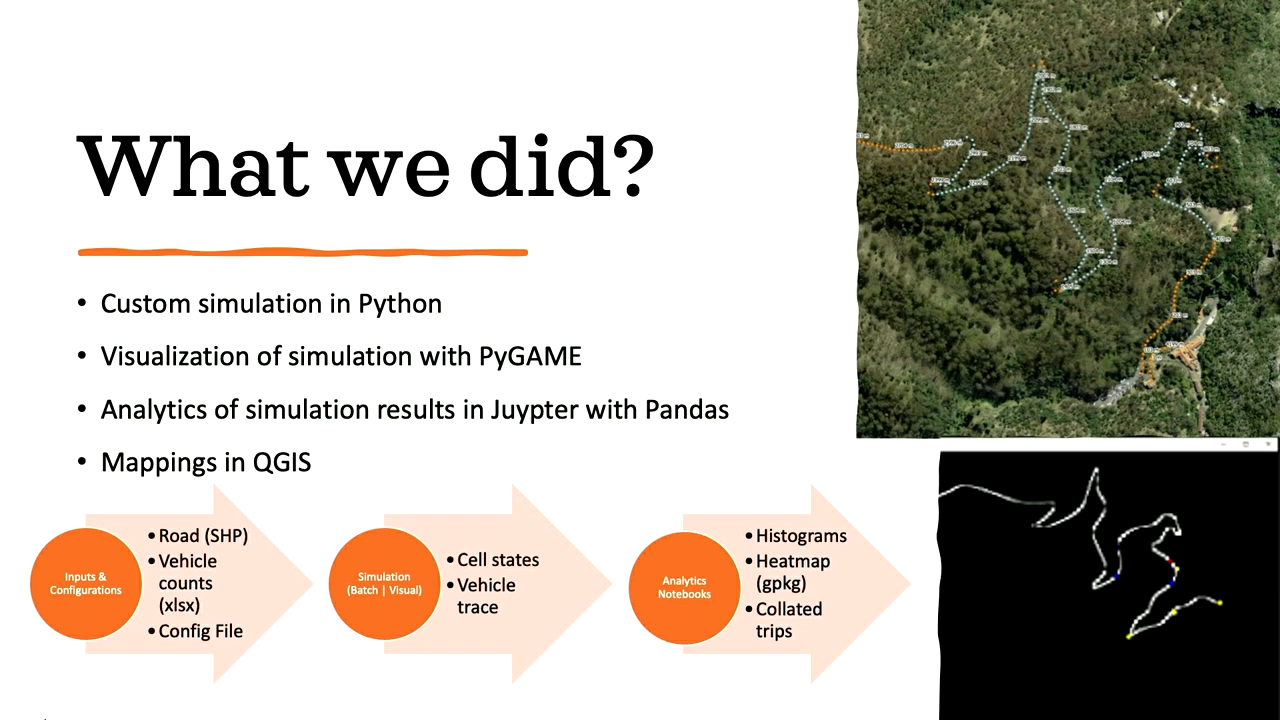 What we did?
• Custom simulation in Python
• Visualization of simulation with PyGAME
• Analytics of simulation results in Juypter with Pandas
• Mappings in QGIS
Inputs &
Configurations
• Road (SHP)
• Vehicle
counts
(xlsx)
• Config File
Simulation
(Batch | Visual)
• Cell states
• Vehicle
trace
Analytics
Notebooks
• Histograms
• Heatmap
(gpkg)
• Collated
trips